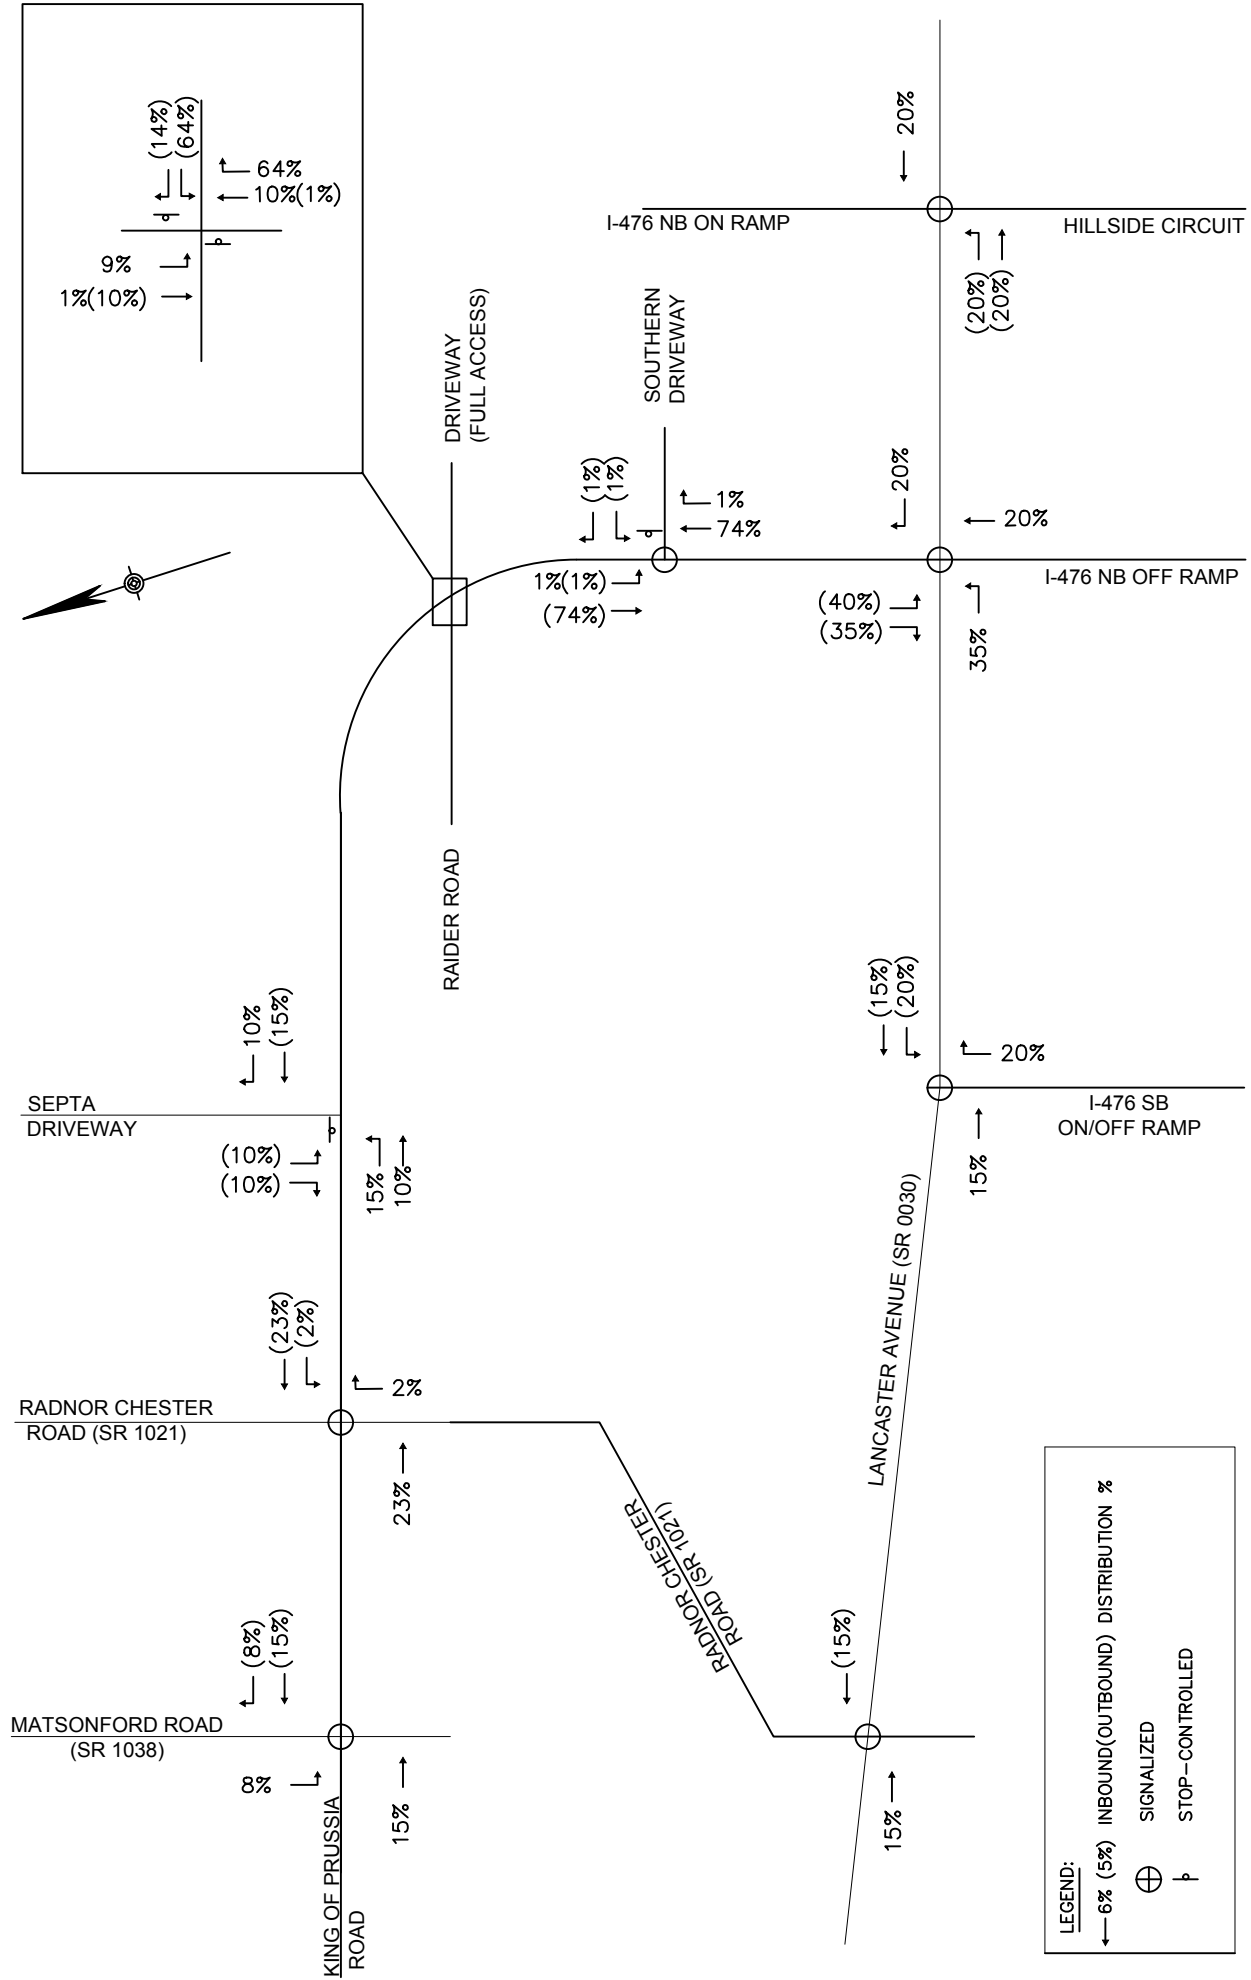 (14%)
(64%)
64%
10%(1%)
9%
1%(10%)
20%
I-476 NB ON RAMP
HILLSIDE CIRCUIT
(20%)
(20%)
DRIVEWAY
(FULL ACCESS)
SOUTHERN
DRIVEWAY
(1%)
(1%)
1%
74%
1%(1%)
(74%)
20%
20%
I-476 NB OFF RAMP
(40%)
(35%)
35%
RAIDER ROAD
10%
(15%)
SEPTA
DRIVEWAY
(10%)
(10%)
15%
10%
(15%)
(20%)
20%
I-476 SB
ON/OFF RAMP
15%
LANCASTER AVENUE (SR 0030)
(23%)
(2%)
2%
RADNOR CHESTER
ROAD (SR 1021)
23%
RADNOR CHESTER
ROAD (SR 1021)
(8%)
(15%)
MATSONFORD ROAD
(SR 1038)
8%
15%
KING OF PRUSSIA
ROAD
(15%)
15%
LEGEND:
6% (5%) INBOUND(OUTBOUND) DISTRIBUTION %
SIGNALIZED
STOP-CONTROLLED